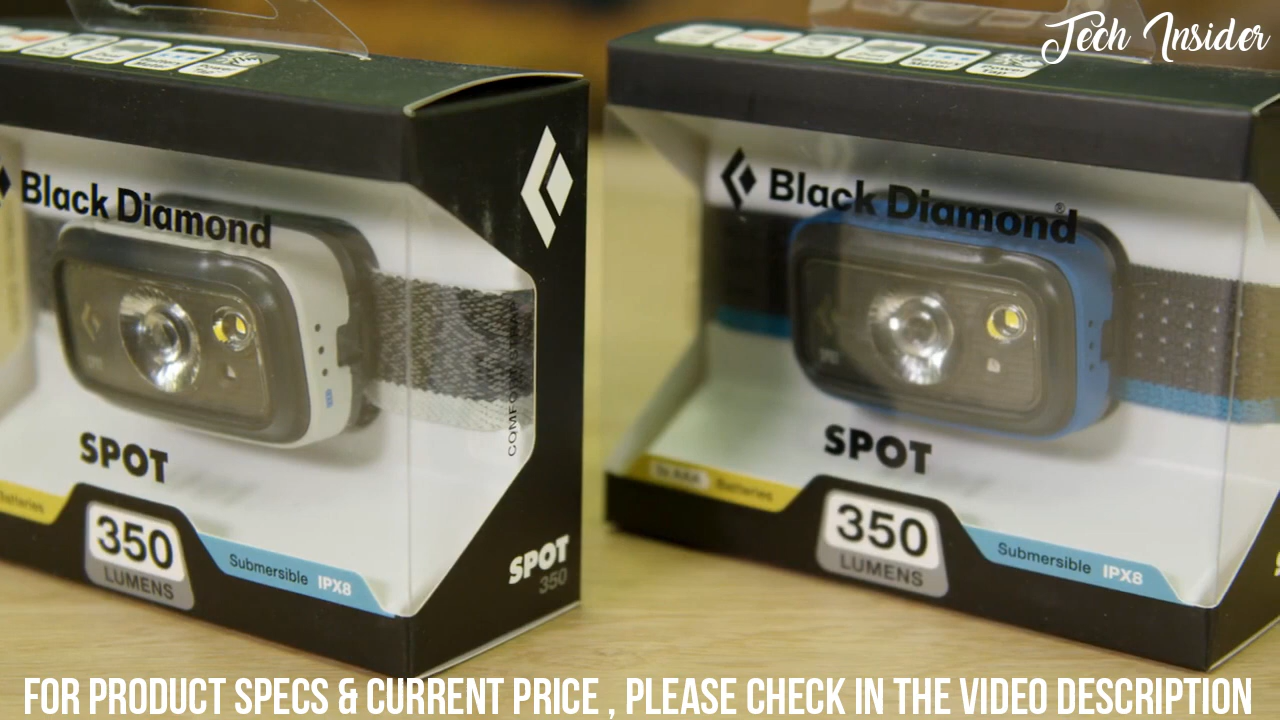 Tech Insider
Black Diamond
SPOT
350
LUMENS
Submersible IPX8
SPOT
350
Black Diamond®
SPOT
Batteries
350
LUMENS
Submersible IPX8
FOR PRODUCT SPECS & CURRENT PRICE , PLEASE CHECK IN THE VIDEO DESCRIPTION